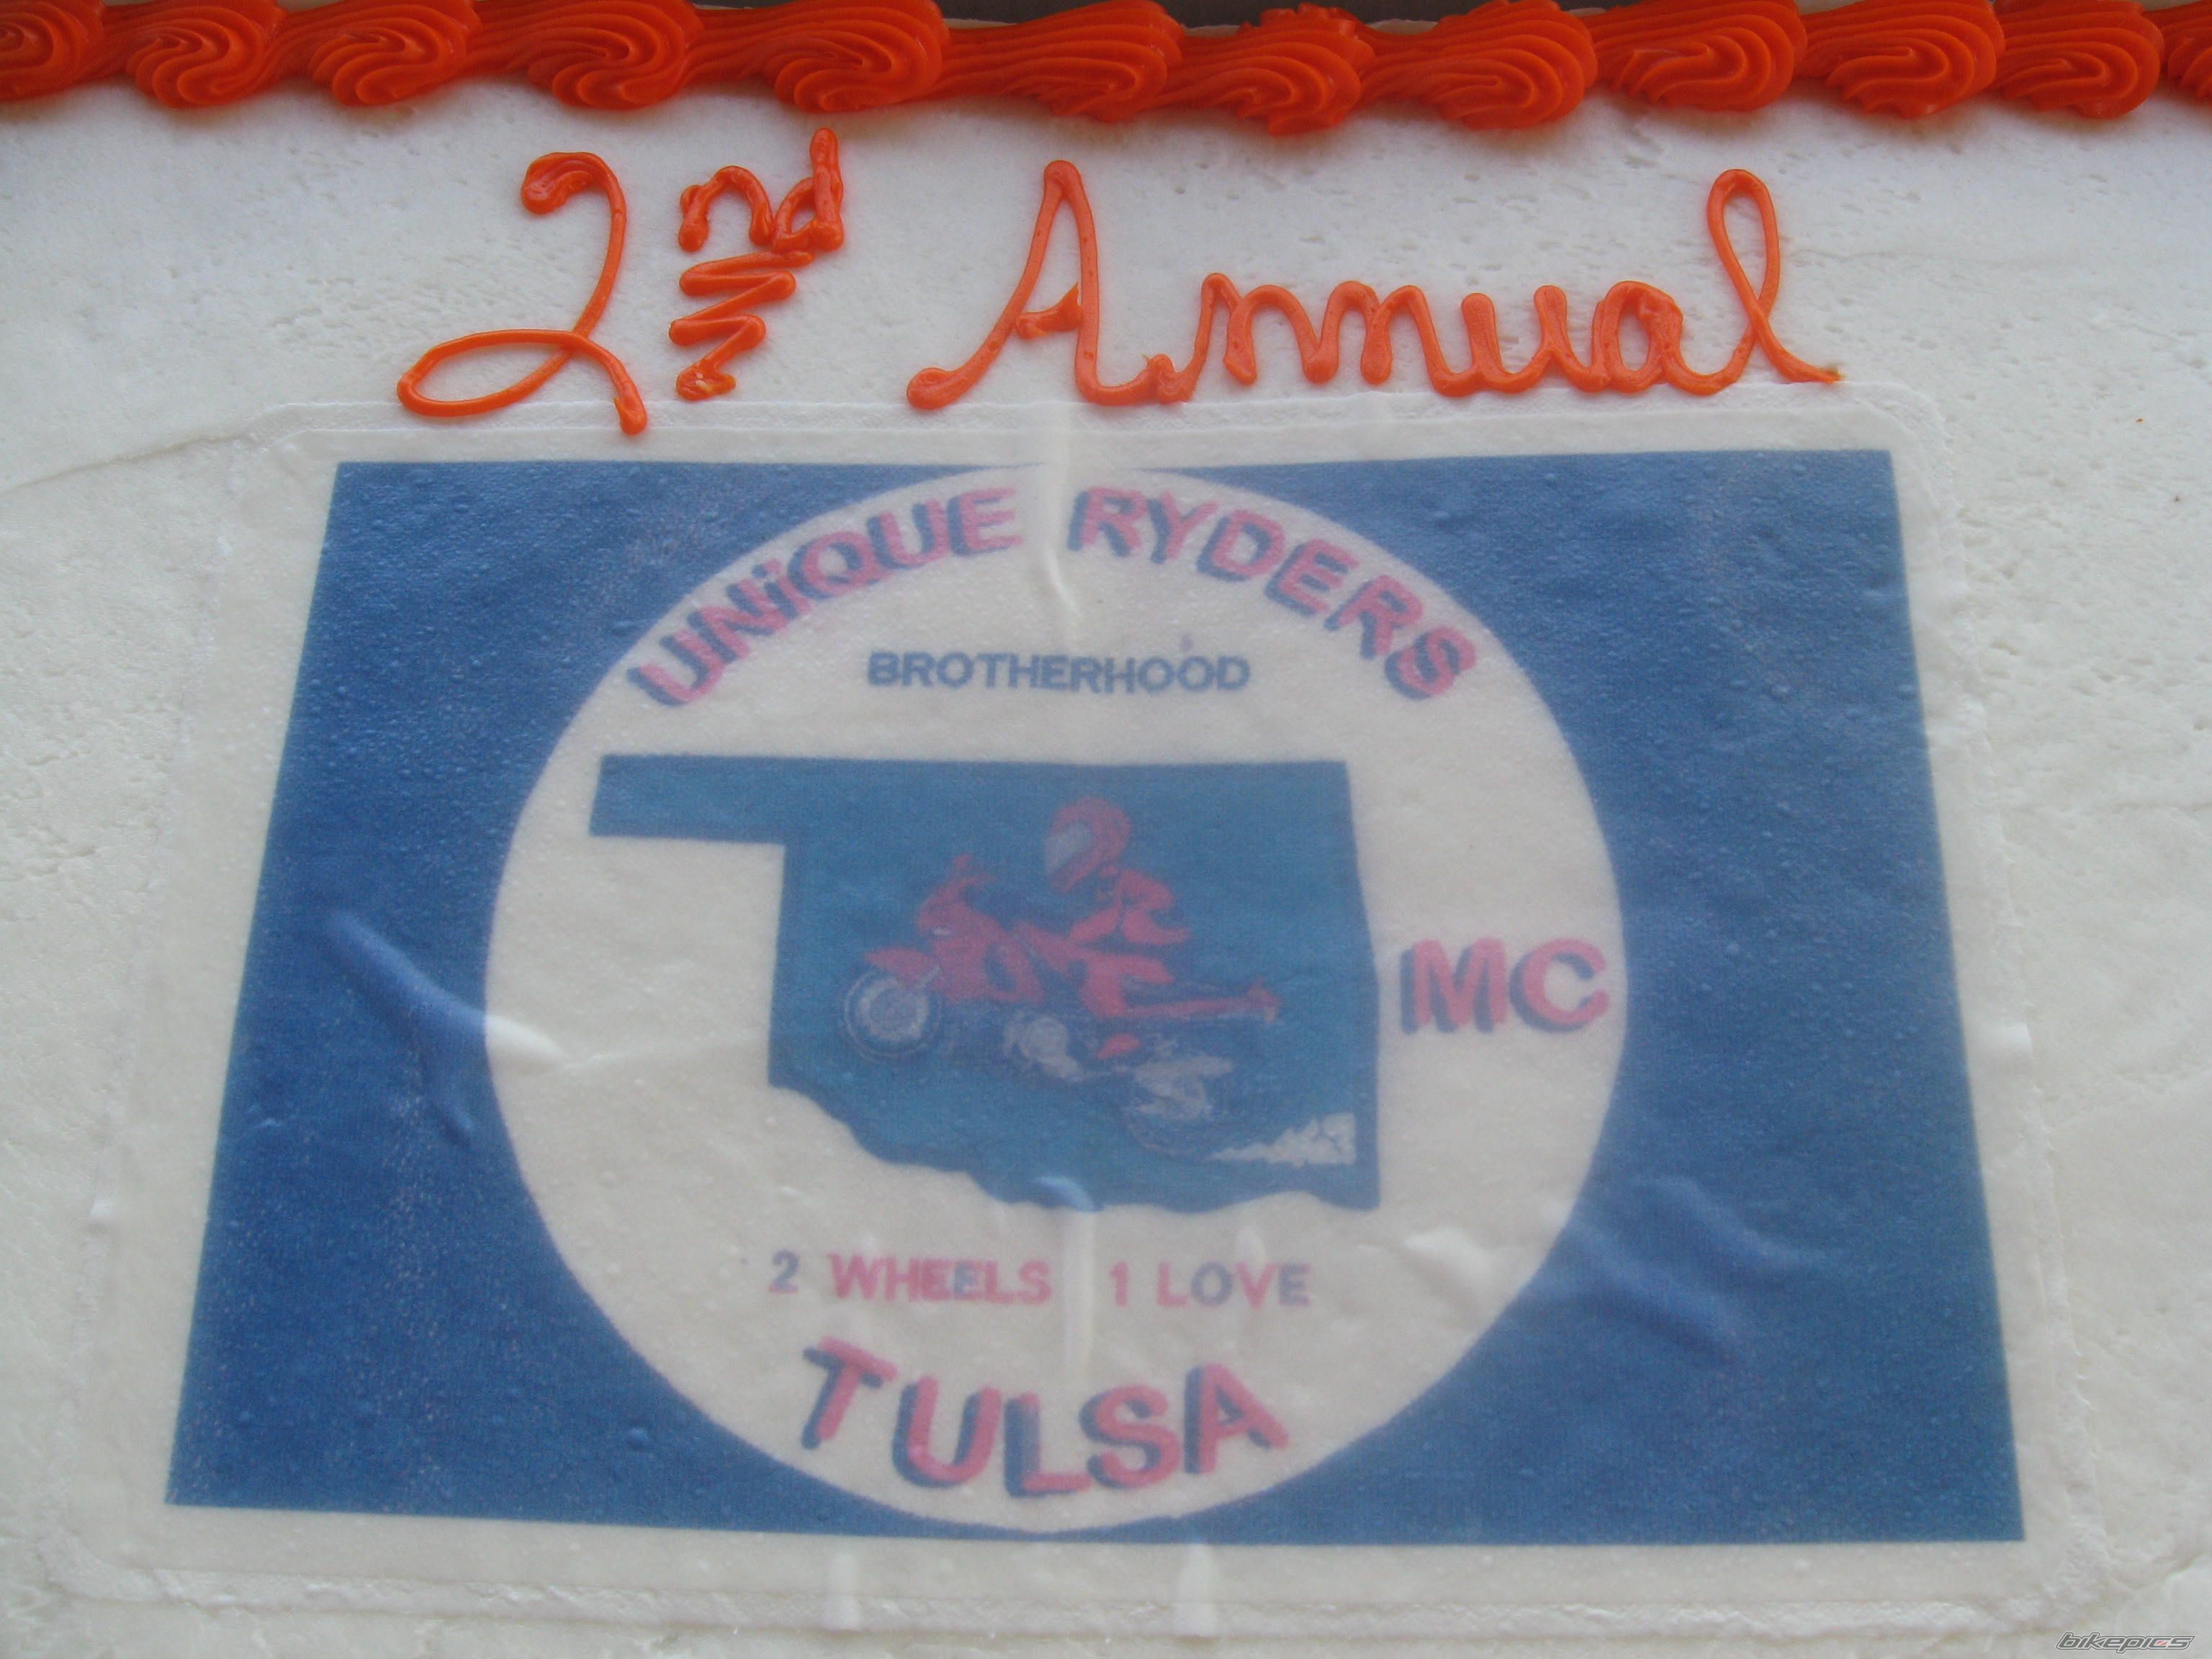 2nd Annual
UNiQUE RYDERS
BROTHERHOOD
MC
2 WHEELS 1 LOVE
TULSA
bikepics